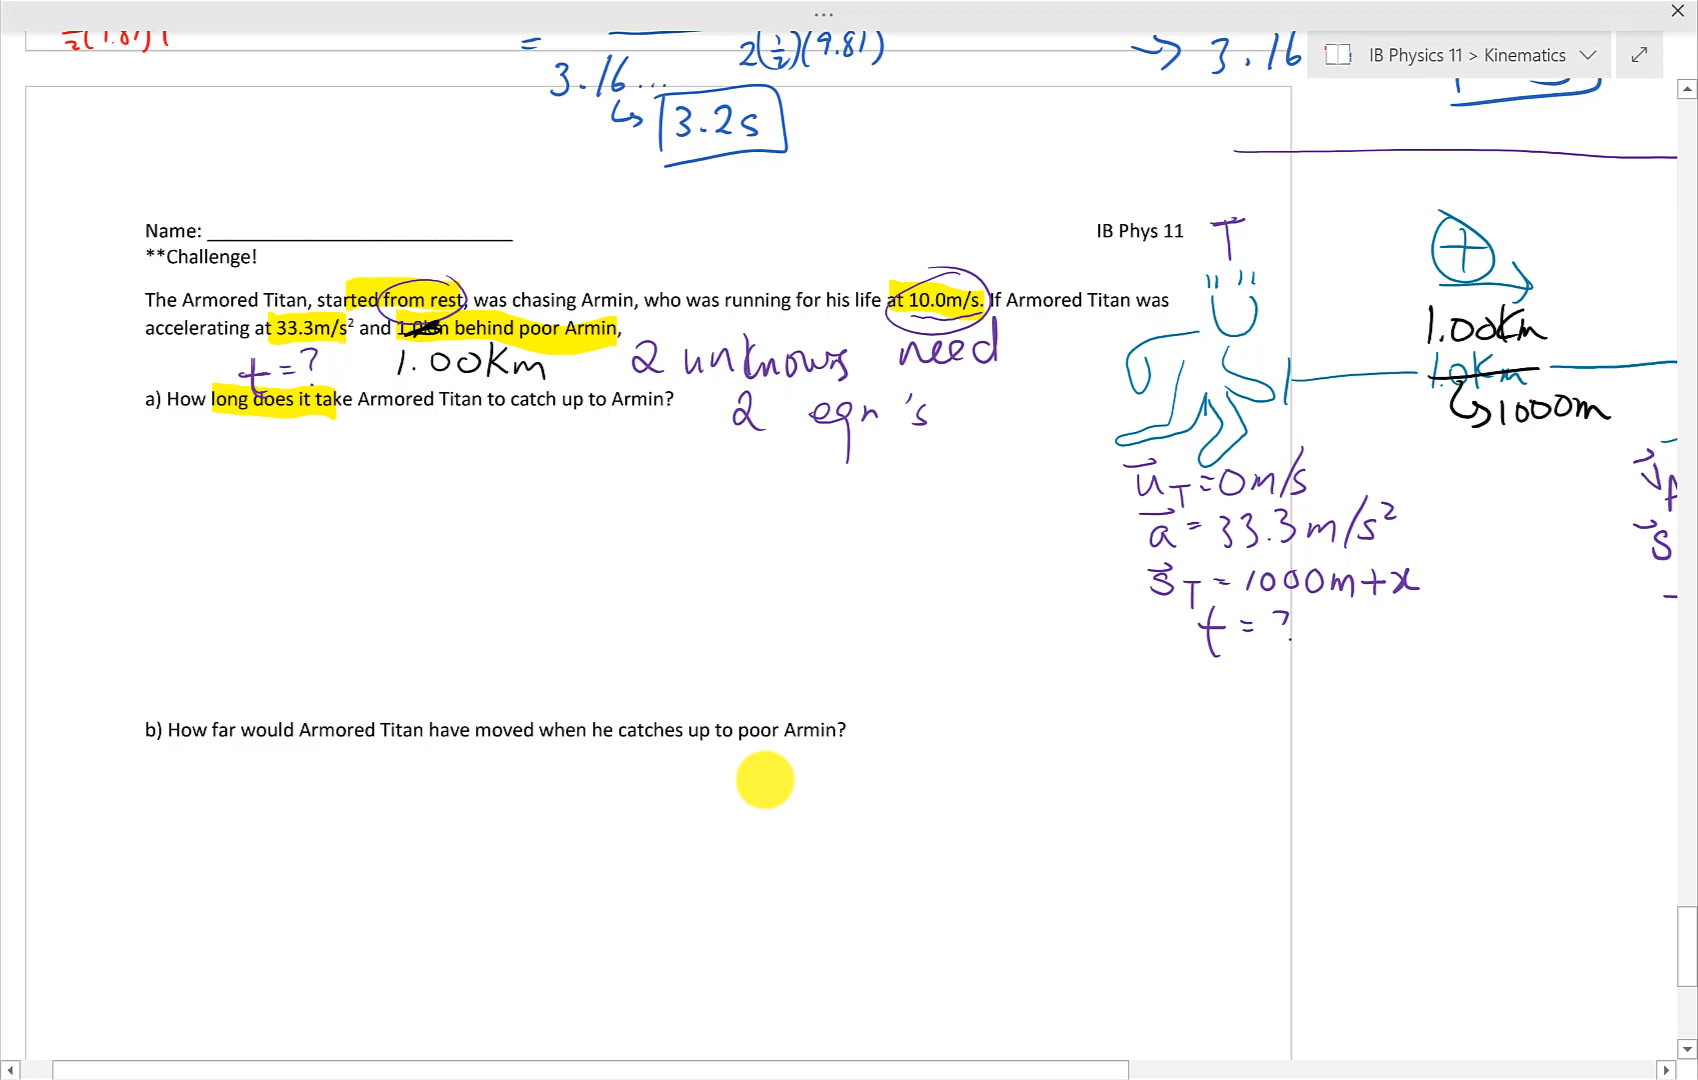 ...
IB Physics 11 > Kinematics
= 2(½)(9.81)
3.16...
↳ 3.2s
→ 3.16
Name: ____________________________ IB Phys 11
**Challenge!
The Armored Titan, started from rest, was chasing Armin, who was running for his life at 10.0m/s. If Armored Titan was
accelerating at 33.3m/s² and 1.0km behind poor Armin,
1.00Km
t = ?
2 unknows need
2 eqn's
a) How long does it take Armored Titan to catch up to Armin?
b) How far would Armored Titan have moved when he catches up to poor Armin?
T
+
1.00Km
1.0Km
↳1000m
u⃗T = 0m/s
a⃗ = 33.3m/s²
s⃗T = 1000m+x
t = ?